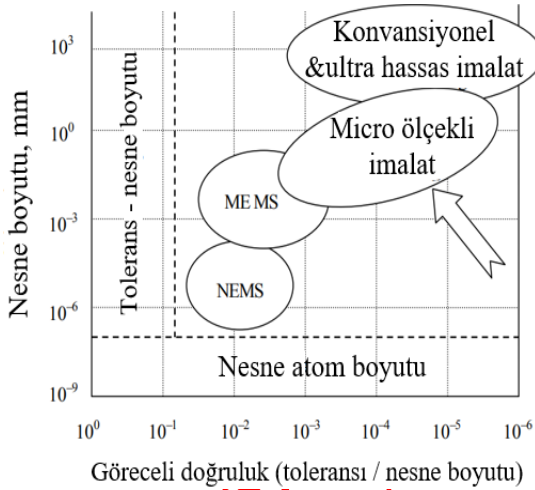 Konvansiyonel
&ultra hassas imalat
Micro ölçekli
imalat
MEMS
NEMS
Nesne atom boyutu
Tolerans - nesne boyutu
Nesne boyutu, mm
10³
10⁰
10⁻³
10⁻⁶
10⁻⁹
10⁰ 10⁻¹ 10⁻² 10⁻³ 10⁻⁴ 10⁻⁵ 10⁻⁶
Göreceli doğruluk (toleransı / nesne boyutu)